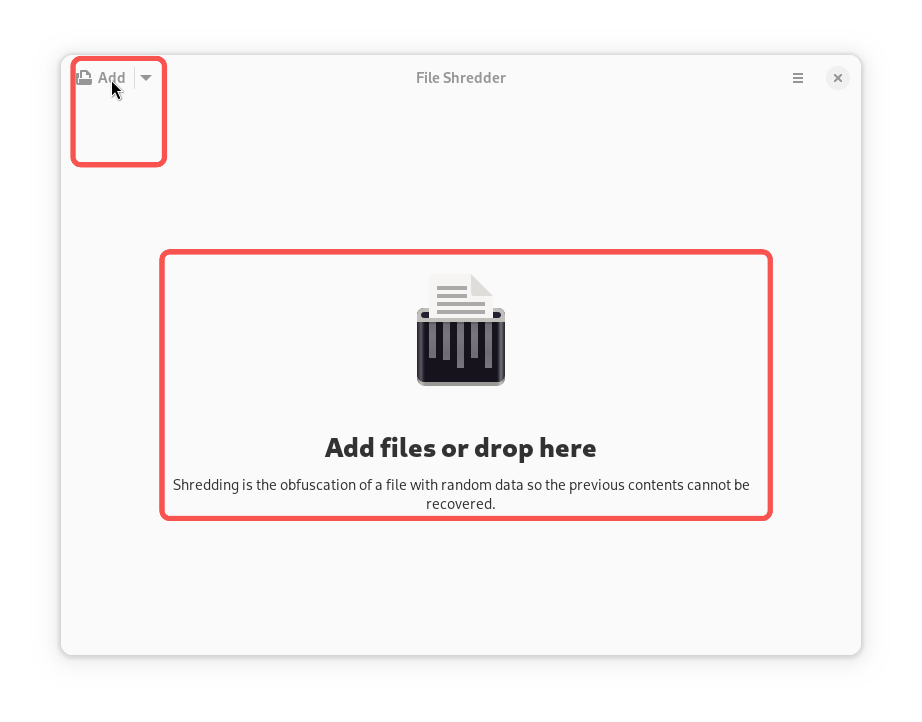 Add
File Shredder
Add files or drop here
Shredding is the obfuscation of a file with random data so the previous contents cannot be
recovered.